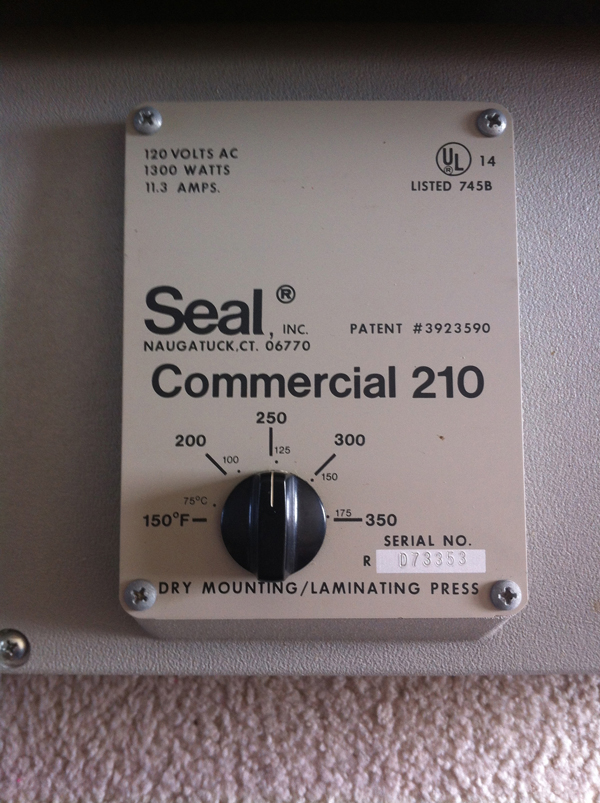 120 VOLTS AC
1300 WATTS
11.3 AMPS.
UL ® 14
LISTED 745B
Seal®, INC.
NAUGATUCK,CT. 06770
PATENT #3923590
Commercial 210
250
200
300
125
100
150
75°C
175
150°F
350
SERIAL NO.
R D73353
DRY MOUNTING/LAMINATING PRESS